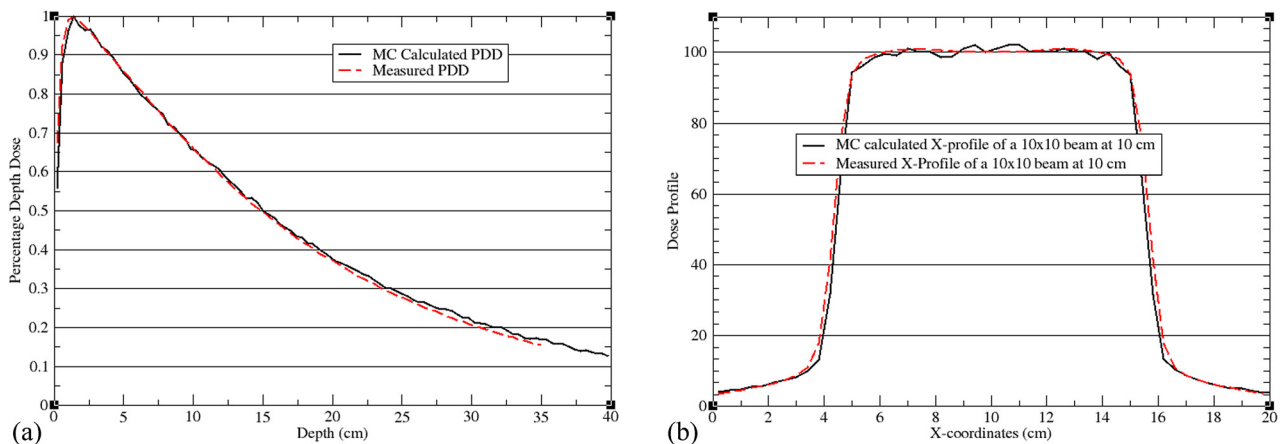 1
0.9
0.8
0.7
0.6
0.5
0.4
0.3
0.2
0.1
0
Percentage Depth Dose
MC Calculated PDD
Measured PDD
0 5 10 15 20 25 30 35 40
Depth (cm)
(a)
100
80
60
40
20
0
Dose Profile
MC calculated X-profile of a 10x10 beam at 10 cm
Measured X-Profile of a 10x10 beam at 10 cm
0 2 4 6 8 10 12 14 16 18 20
X-coordinates (cm)
(b)